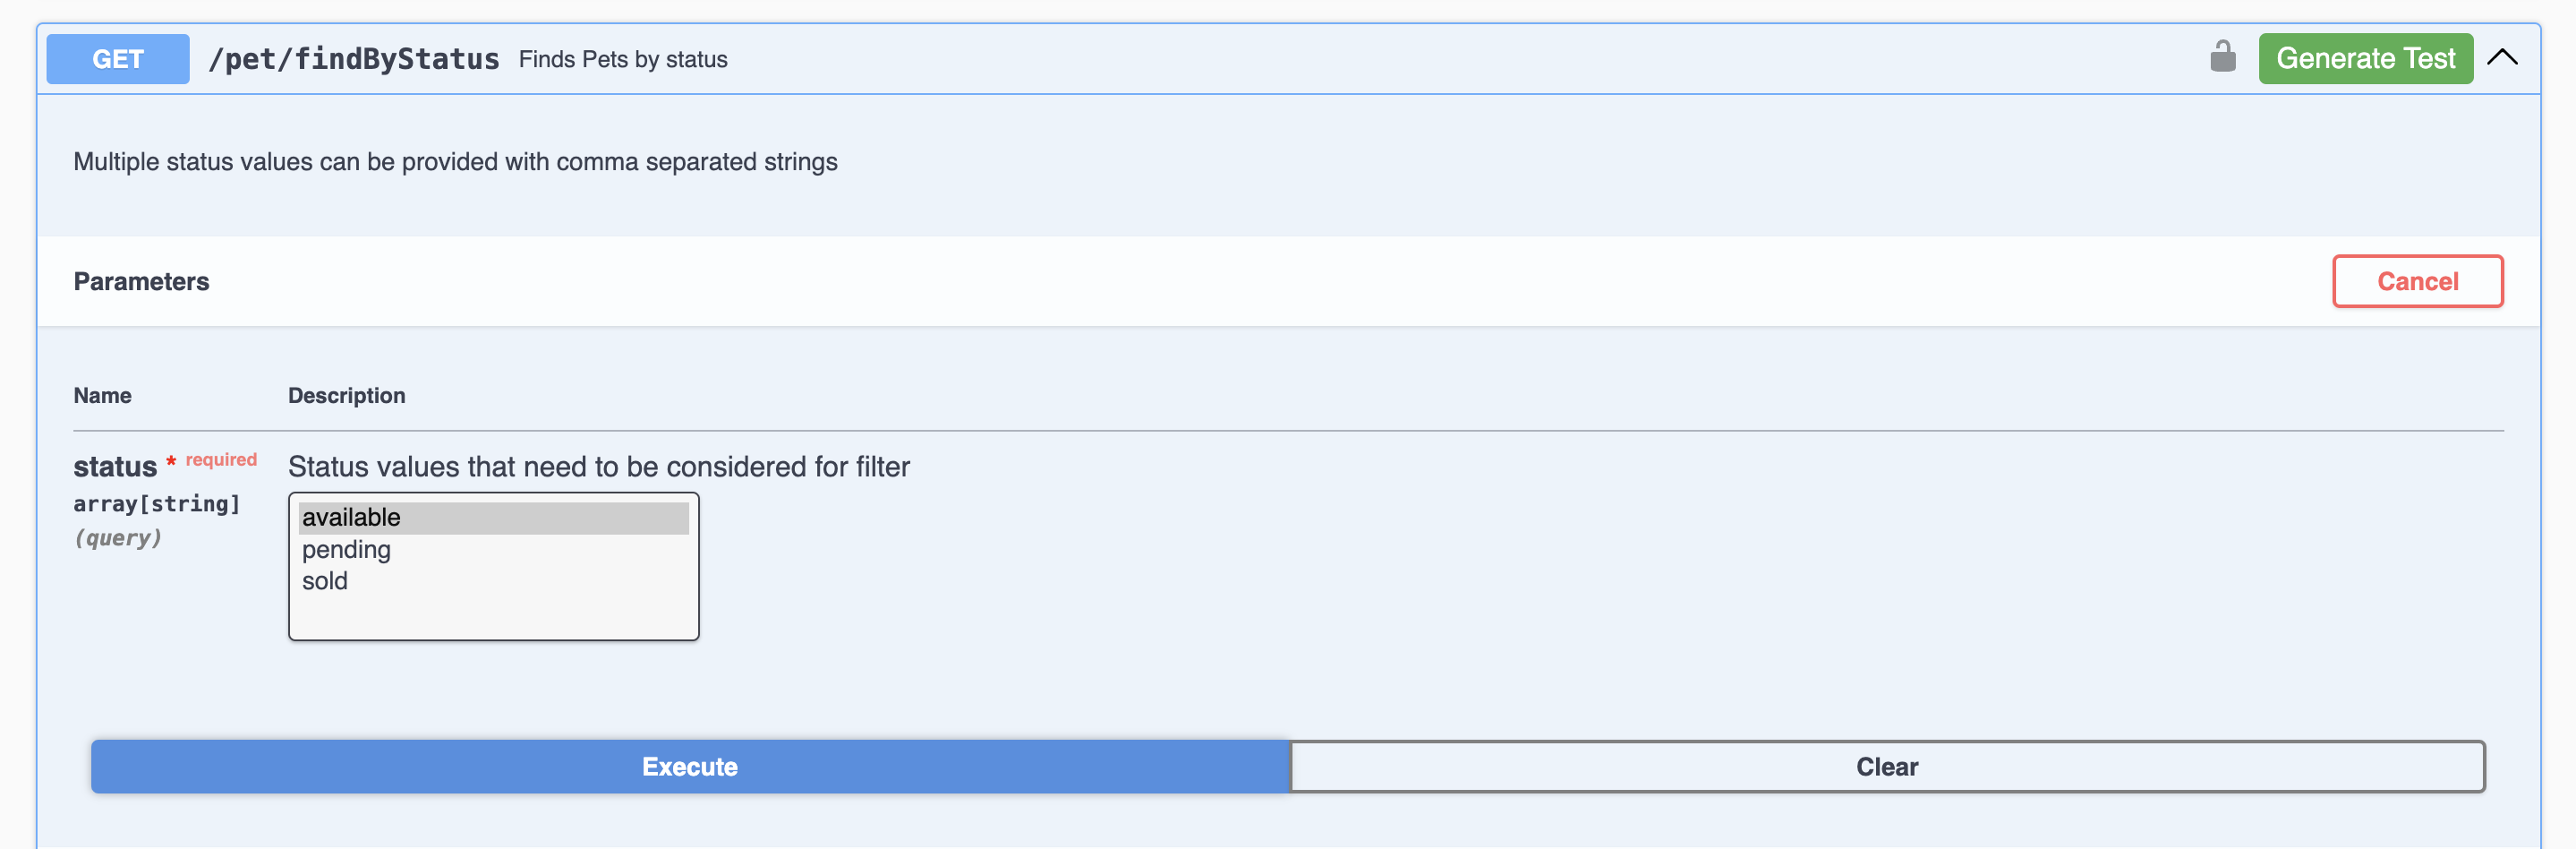 GET /pet/findByStatus Finds Pets by status Generate Test
Multiple status values can be provided with comma separated strings
Parameters Cancel
Name Description
status * required Status values that need to be considered for filter
array[string]
(query)
available
pending
sold
Execute Clear